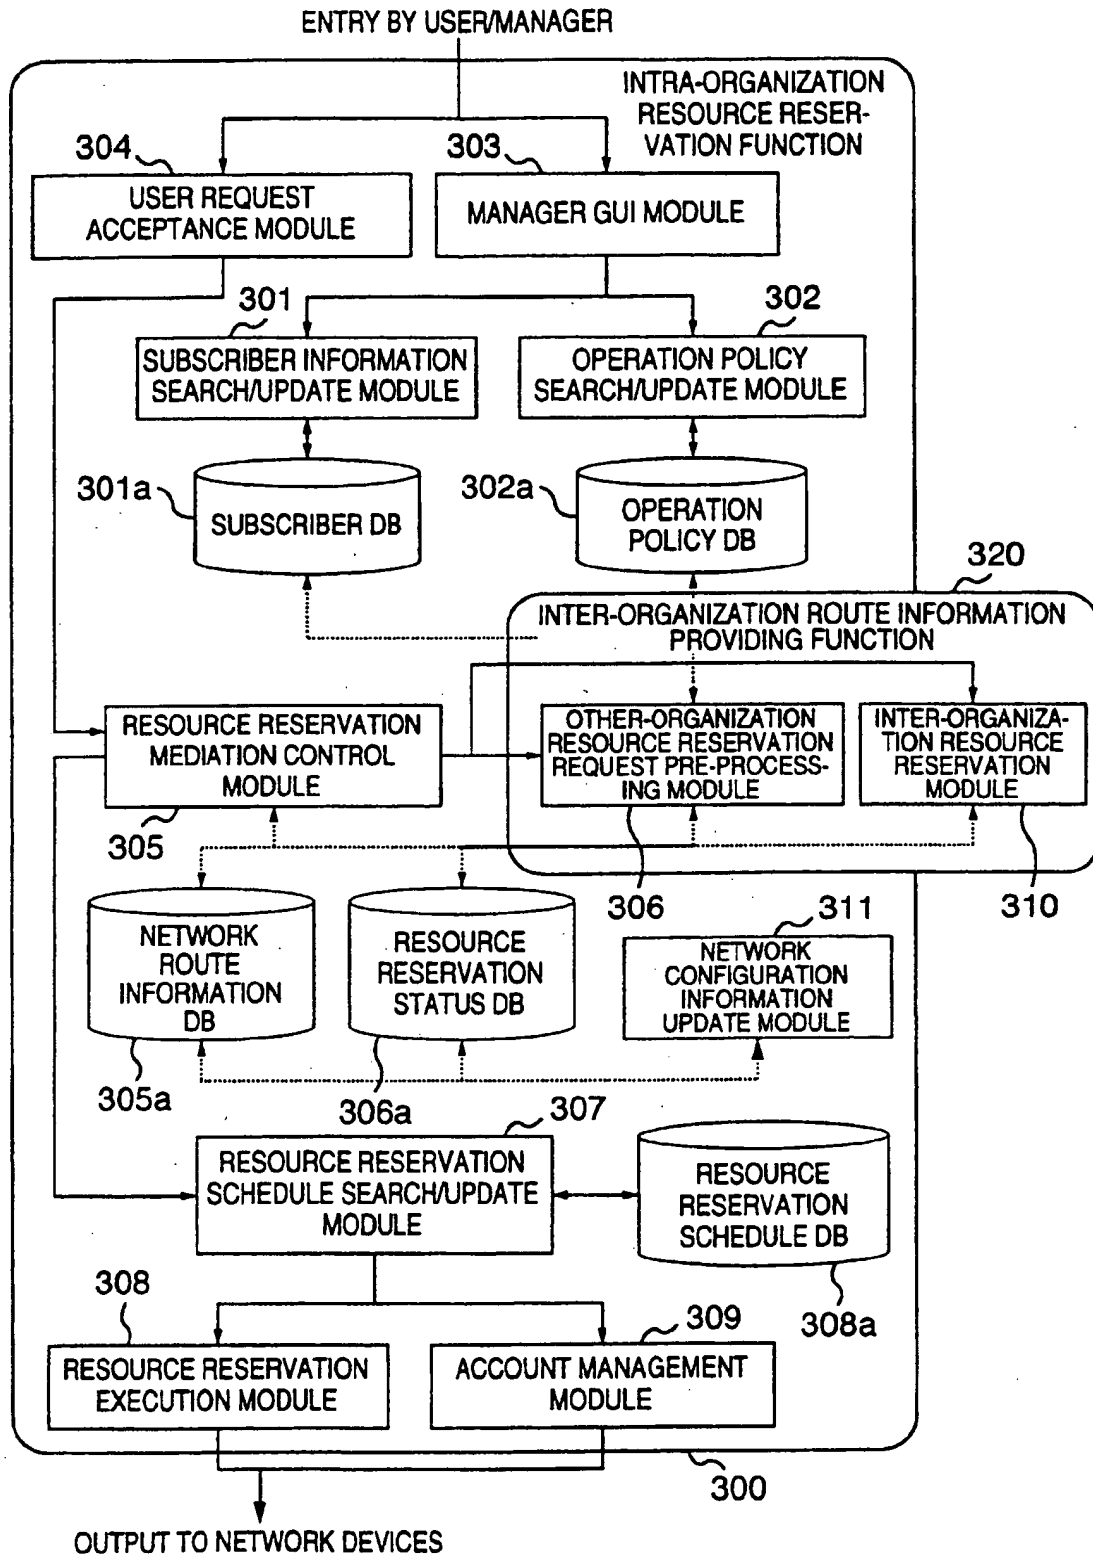 ENTRY BY USER/MANAGER
INTRA-ORGANIZATION
RESOURCE RESER-
VATION FUNCTION
304
303
USER REQUEST
ACCEPTANCE MODULE
MANAGER GUI MODULE
301
302
SUBSCRIBER INFORMATION
SEARCH/UPDATE MODULE
OPERATION POLICY
SEARCH/UPDATE MODULE
301a
SUBSCRIBER DB
302a
OPERATION
POLICY DB
320
INTER-ORGANIZATION ROUTE INFORMATION
PROVIDING FUNCTION
RESOURCE RESERVATION
MEDIATION CONTROL
MODULE
OTHER-ORGANIZATION
RESOURCE RESERVATION
REQUEST PRE-PROCESS-
ING MODULE
INTER-ORGANIZA-
TION RESOURCE
RESERVATION
MODULE
305
306
310
311
NETWORK
ROUTE
INFORMATION
DB
RESOURCE
RESERVATION
STATUS DB
NETWORK
CONFIGURATION
INFORMATION
UPDATE MODULE
305a
306a
307
RESOURCE RESERVATION
SCHEDULE SEARCH/UPDATE
MODULE
RESOURCE
RESERVATION
SCHEDULE DB
308
309
308a
RESOURCE RESERVATION
EXECUTION MODULE
ACCOUNT MANAGEMENT
MODULE
300
OUTPUT TO NETWORK DEVICES